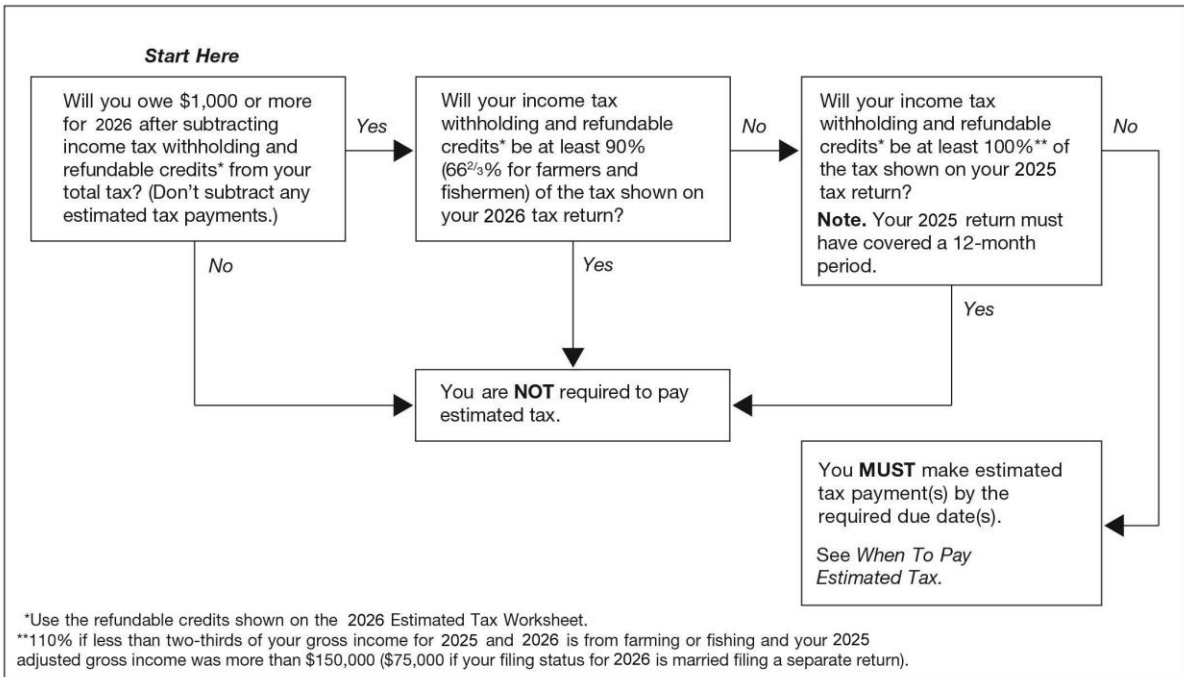 Start Here
Will you owe $1,000 or more
for 2026 after subtracting
income tax withholding and
refundable credits* from your
total tax? (Don’t subtract any
estimated tax payments.)
Yes
No
Will your income tax
withholding and refundable
credits* be at least 90%
(66 2/3% for farmers and
fishermen) of the tax shown on
your 2026 tax return?
No
Yes
Will your income tax
withholding and refundable
credits* be at least 100%** of
the tax shown on your 2025
tax return?
Note. Your 2025 return must
have covered a 12-month
period.
No
Yes
You are NOT required to pay
estimated tax.
You MUST make estimated
tax payment(s) by the
required due date(s).
See When To Pay
Estimated Tax.
*Use the refundable credits shown on the 2026 Estimated Tax Worksheet.
**110% if less than two-thirds of your gross income for 2025 and 2026 is from farming or fishing and your 2025
adjusted gross income was more than $150,000 ($75,000 if your filing status for 2026 is married filing a separate return).